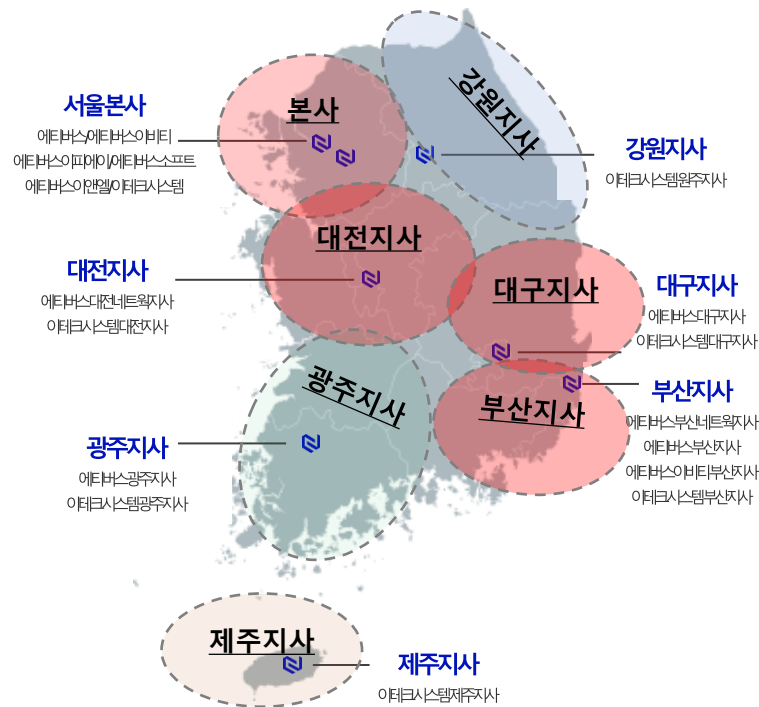 서울본사
에티버스/에티버스이비티
에티버스이피에이/에티버스소프트
에티버스이앤엘/이테크시스템
본사
강원지사
강원지사
이테크시스템원주지사
대전지사
대전지사
에티버스대전네트웍지사
이테크시스템대전지사
대구지사
대구지사
에티버스대구지사
이테크시스템대구지사
광주지사
부산지사
부산지사
에티버스부산네트웍지사
에티버스부산지사
에티버스이비티부산지사
이테크시스템부산지사
광주지사
에티버스광주지사
이테크시스템광주지사
제주지사
제주지사
이테크시스템제주지사